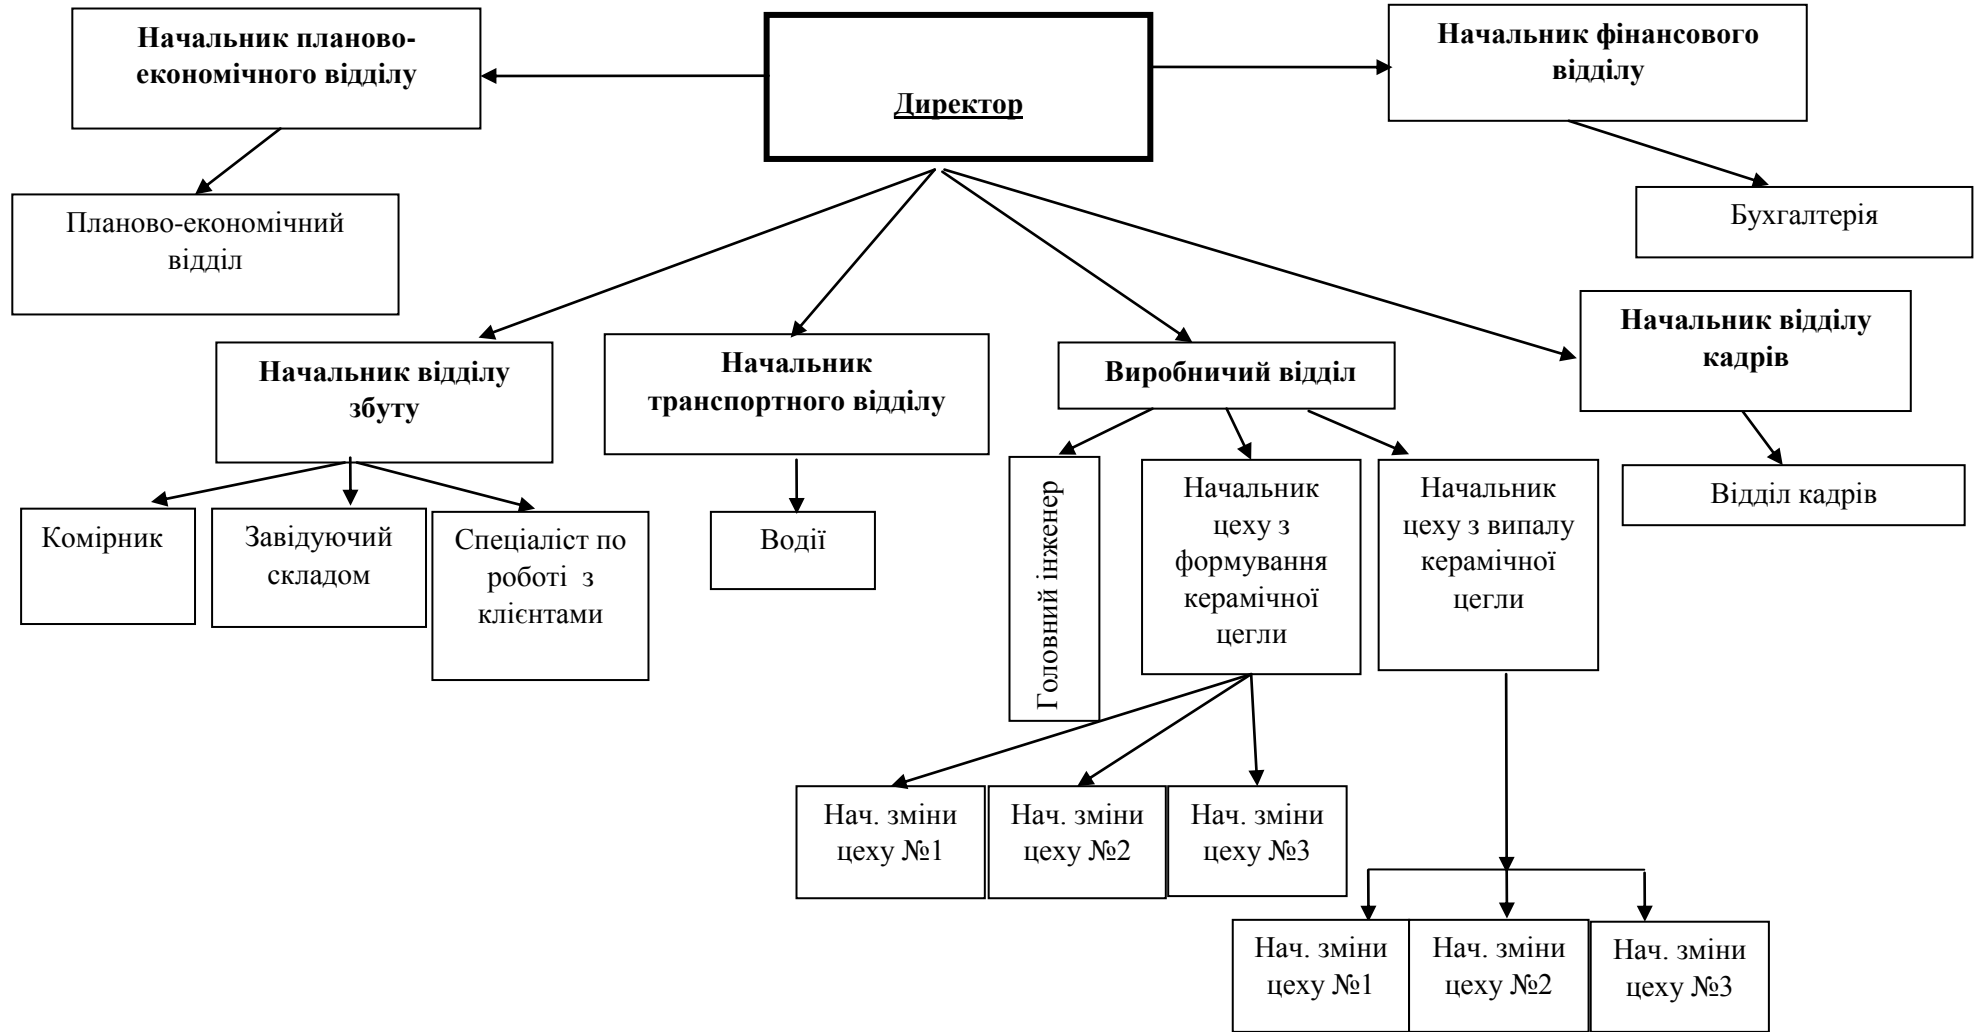 Начальник планово-
економічного відділу
Директор
Начальник фінансового
відділу
Планово-економічний
відділ
Бухгалтерія
Начальник відділу
збуту
Начальник
транспортного відділу
Виробничий відділ
Начальник відділу
кадрів
Комірник
Завідуючий
складом
Спеціаліст по
роботі з
клієнтами
Водії
Головний інженер
Начальник
цеху з
формування
керамічної
цегли
Начальник
цеху з випалу
керамічної
цегли
Відділ кадрів
Нач. зміни
цеху №1
Нач. зміни
цеху №2
Нач. зміни
цеху №3
Нач. зміни
цеху №1
Нач. зміни
цеху №2
Нач. зміни
цеху №3